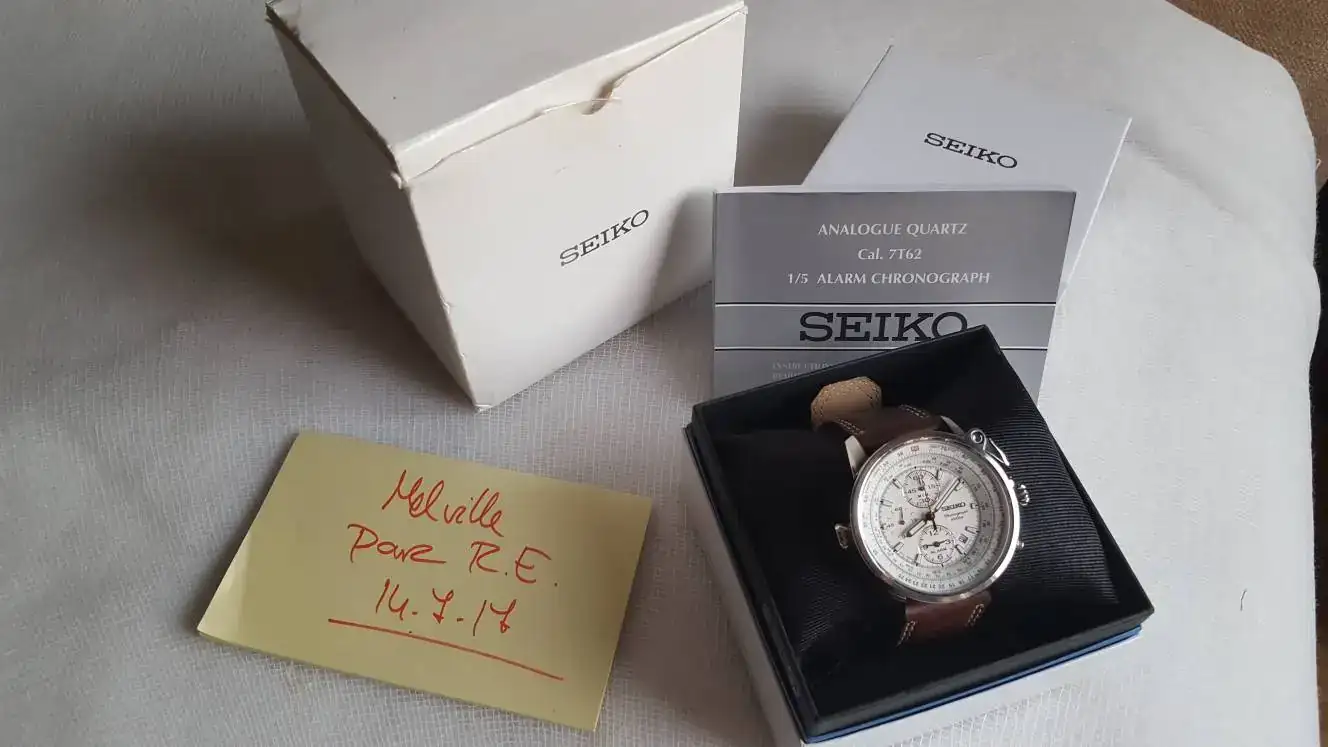 SEIKO
SEIKO
ANALOGUE QUARTZ
Cal. 7T62
1/5 ALARM CHRONOGRAPH
SEIKO
Melville
Pour R.E.
14.7.17
SEIKO